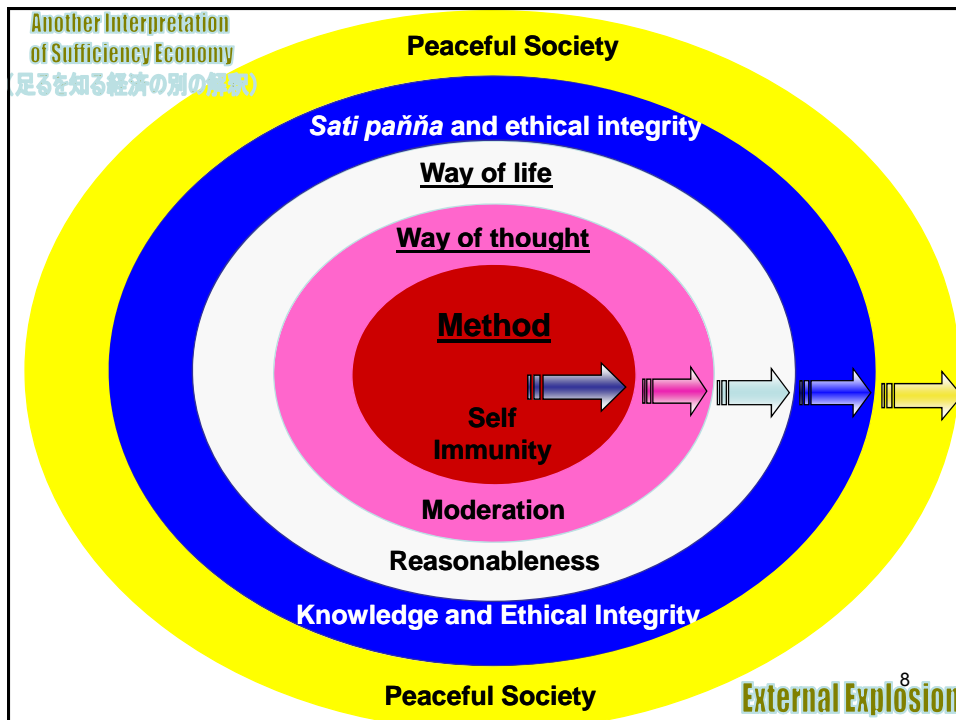 Another Interpretation
of Sufficiency Economy
（足るを知る経済の別の解釈）
Peaceful Society
Sati paňňa and ethical integrity
Way of life
Way of thought
Method
Self
Immunity
Moderation
Reasonableness
Knowledge and Ethical Integrity
Peaceful Society
8
External Explosion